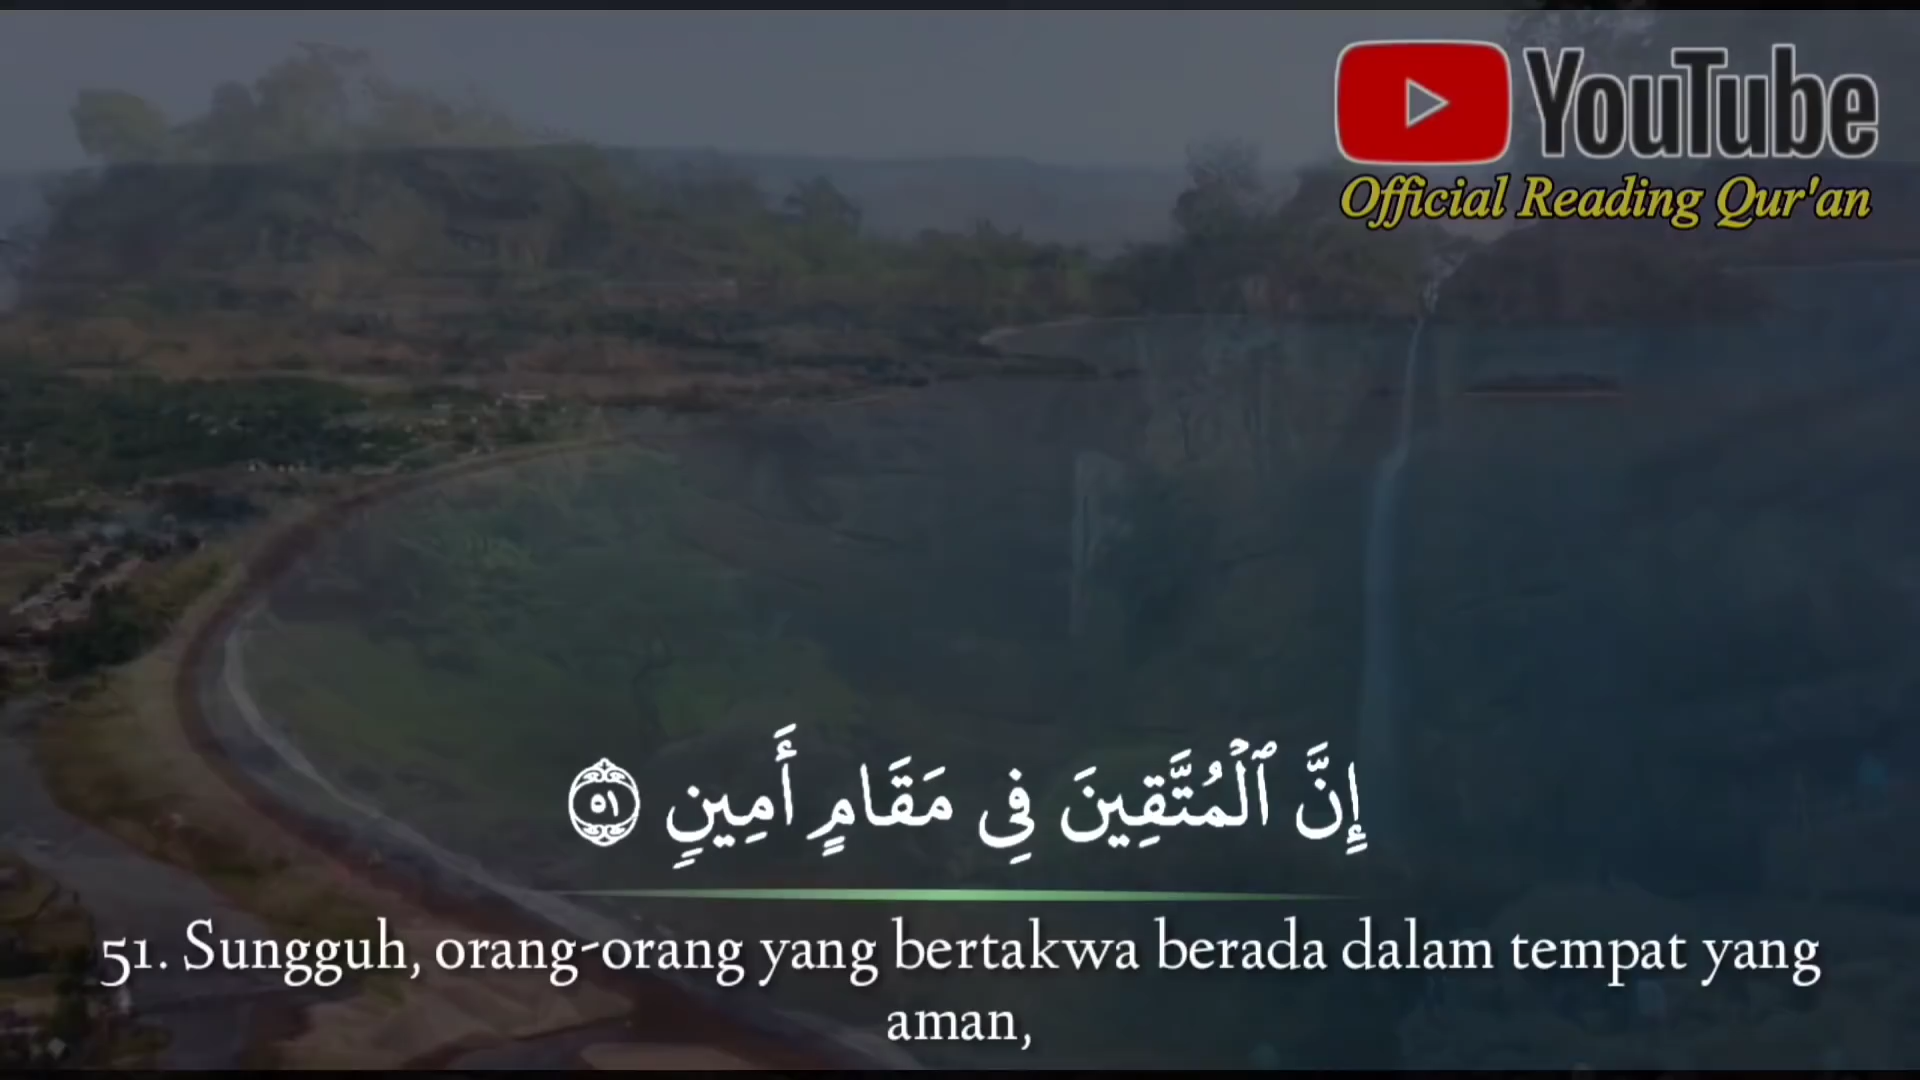 YouTube
Official Reading Qur'an
إِنَّ ٱلْمُتَّقِينَ فِى مَقَامٍ أَمِينٍ ٥١
51. Sungguh, orang-orang yang bertakwa berada dalam tempat yang
aman,